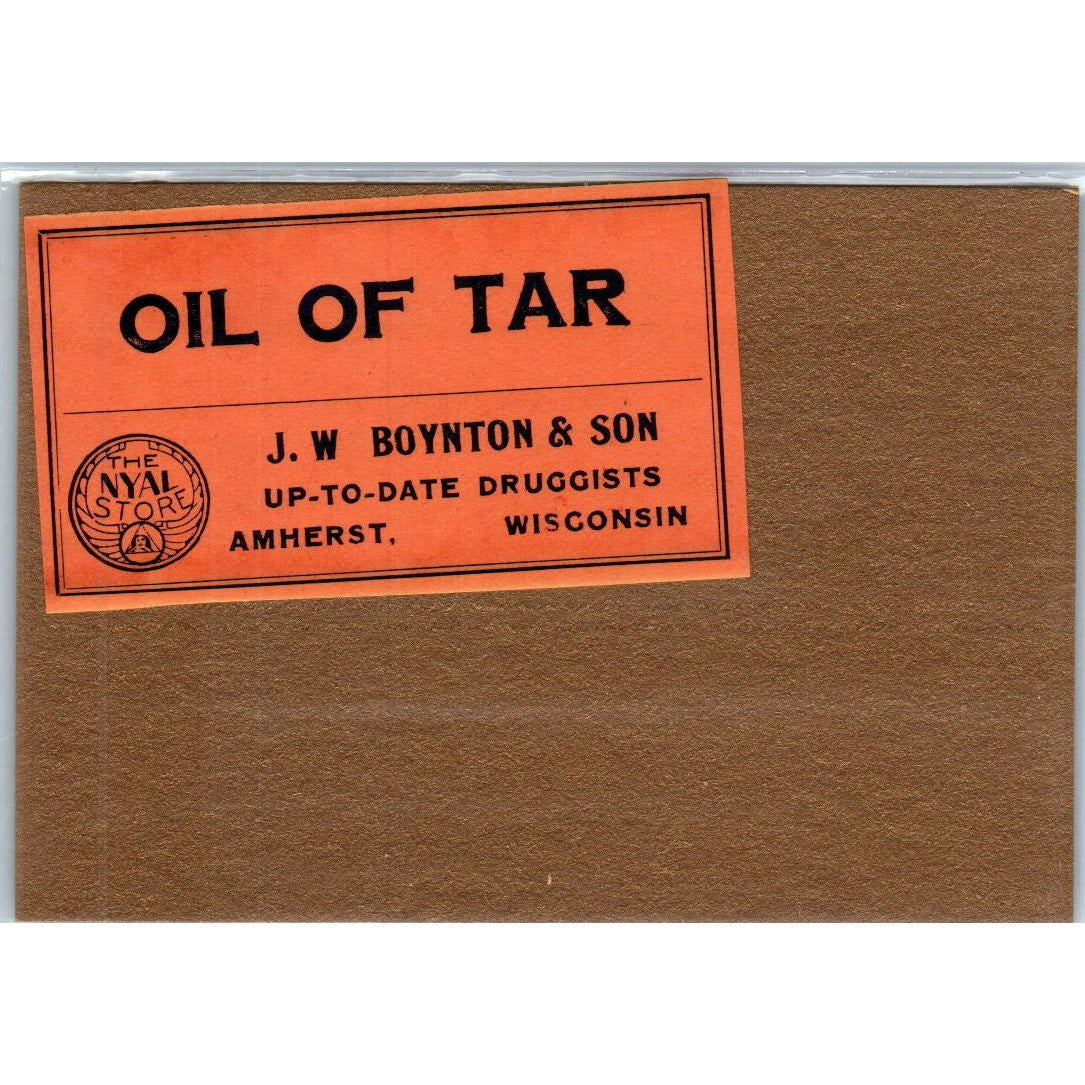 OIL OF TAR
THE
NYAL
STORE
J. W BOYNTON & SON
UP-TO-DATE DRUGGISTS
AMHERST, WISCONSIN